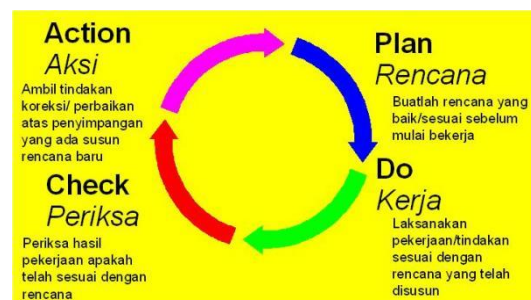 Action
Aksi
Ambil tindakan
koreksi/ perbaikan
atas penyimpangan
yang ada susun
rencana baru
Plan
Rencana
Buatlah rencana yang
baik/sesuai sebelum
mulai bekerja
Check
Periksa
Periksa hasil
pekerjaan apakah
telah sesuai dengan
rencana
Do
Kerja
Laksanakan
pekerjaan/tindakan
sesuai dengan
rencana yang telah
disusun